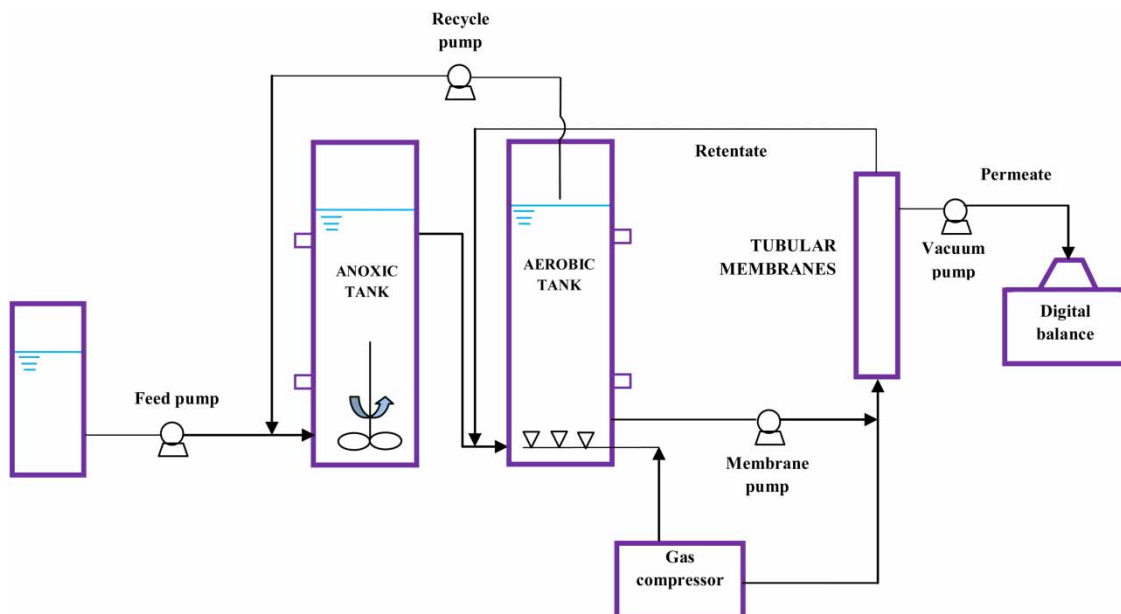 Recycle
pump
Retentate
Permeate
ANOXIC
TANK
AEROBIC
TANK
TUBULAR
MEMBRANES
Vacuum
pump
Digital
balance
Feed pump
Membrane
pump
Gas
compressor